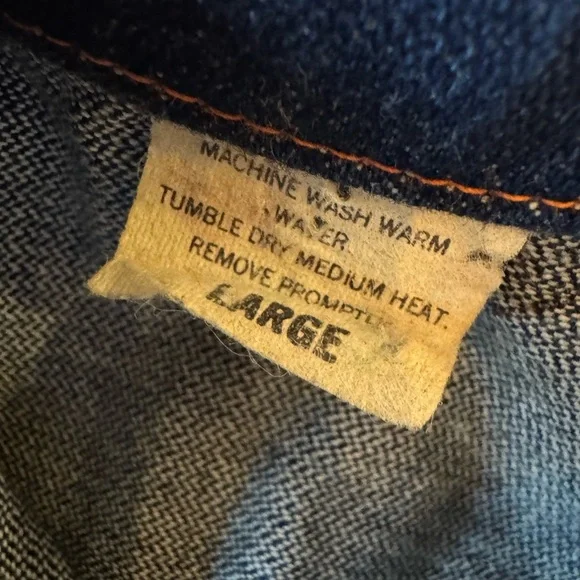 MACHINE WASH WARM
WATER
TUMBLE DRY MEDIUM HEAT.
REMOVE PROMPTLY
LARGE